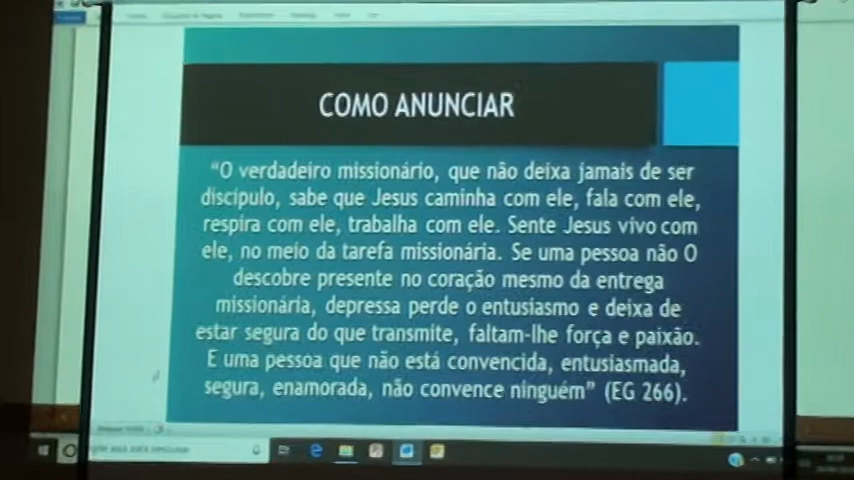 COMO ANUNCIAR
“O verdadeiro missionário, que não deixa jamais de ser
discípulo, sabe que Jesus caminha com ele, fala com ele,
respira com ele, trabalha com ele. Sente Jesus vivo com
ele, no meio da tarefa missionária. Se uma pessoa não O
descobre presente no coração mesmo da entrega
missionária, depressa perde o entusiasmo e deixa de
estar segura do que transmite, faltam-lhe força e paixão.
E uma pessoa que não está convencida, entusiasmada,
segura, enamorada, não convence ninguém” (EG 266).